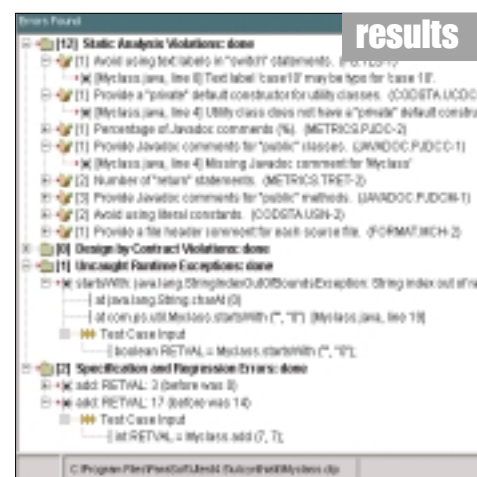 Errors Found
results
[12] Static Analysis Violations: done
[1] Avoid using text labels in "switch" statements.
[Myclass.java, line 8] Text label 'case10' may be typo for 'case 10'.
[1] Provide a "private" default constructor for utility classes. (CODSTA.UCDC
[Myclass.java, line 4] Utility class does not have a "private" default constru
[1] Percentage of Javadoc comments (%). (METRICS.PJDC-2)
[1] Provide Javadoc comments for "public" classes. (JAVADOC.PJDCC-1)
[Myclass.java, line 4] Missing Javadoc comment for 'Myclass'
[2] Number of "return" statements. (METRICS.TRET-2)
[3] Provide Javadoc comments for "public" methods. (JAVADOC.PJDCM-1)
[2] Avoid using literal constants. (CODSTA.USN-2)
[1] Provide a file header comment for each source file. (FORMAT.MCH-2)
[0] Design by Contract Violations: done
[1] Uncaught Runtime Exceptions: done
startsWith: java.lang.StringIndexOutOfBoundsException: String index out of ra
at java.lang.String.charAt (0)
at com.ps.util.Myclass.startsWith ("", "0") [Myclass.java, line 19]
Test Case Input
boolean RETVAL = Myclass.startsWith ("", "0");
[2] Specification and Regression Errors: done
add: RETVAL: 3 (before was 0)
add: RETVAL: 17 (before was 14)
Test Case Input
int RETVAL = Myclass.add (7, 7);
C:\Program Files\ParaSoft\Jtest4.5\